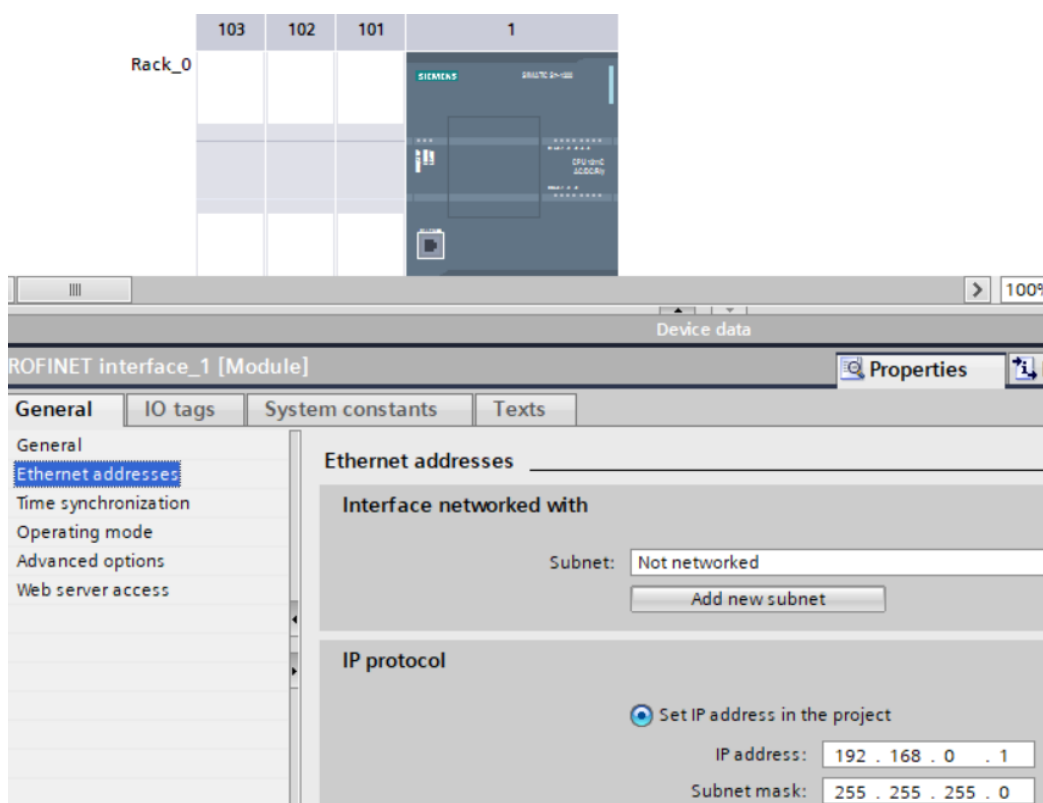 103 102 101 1
Rack_0
SIEMENS
100%
Device data
ROFINET interface_1 [Module]
Properties
General IO tags System constants Texts
General
Ethernet addresses
Time synchronization
Operating mode
Advanced options
Web server access
Ethernet addresses
Interface networked with
Subnet: Not networked
Add new subnet
IP protocol
Set IP address in the project
IP address: 192 . 168 . 0 . 1
Subnet mask: 255 . 255 . 255 . 0